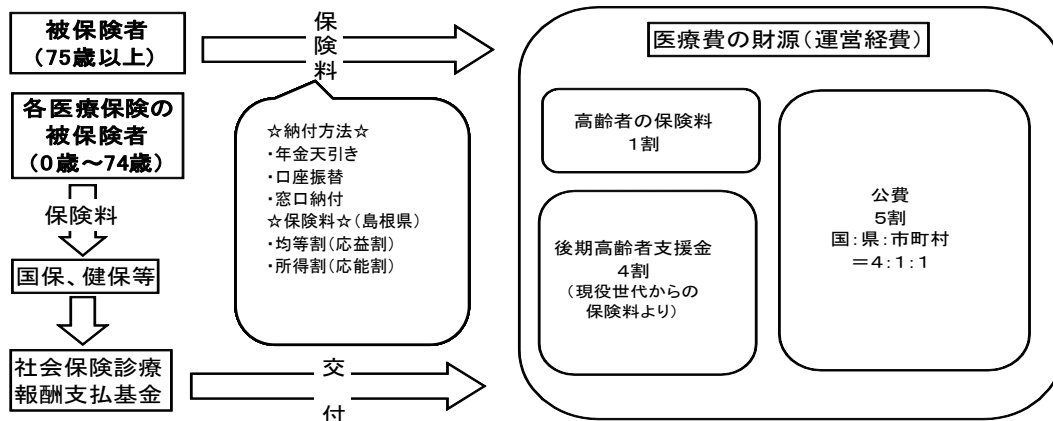 被保険者
(75歳以上)
保険料
各医療保険の
被保険者
(0歳～74歳)
保険料
国保、健保等
社会保険診療
報酬支払基金
交付
☆納付方法☆
・年金天引き
・口座振替
・窓口納付
☆保険料☆(島根県)
・均等割(応益割)
・所得割(応能割)
医療費の財源(運営経費)
高齢者の保険料
1割
後期高齢者支援金
4割
(現役世代からの
保険料より)
公費
5割
国:県:市町村
=4:1:1